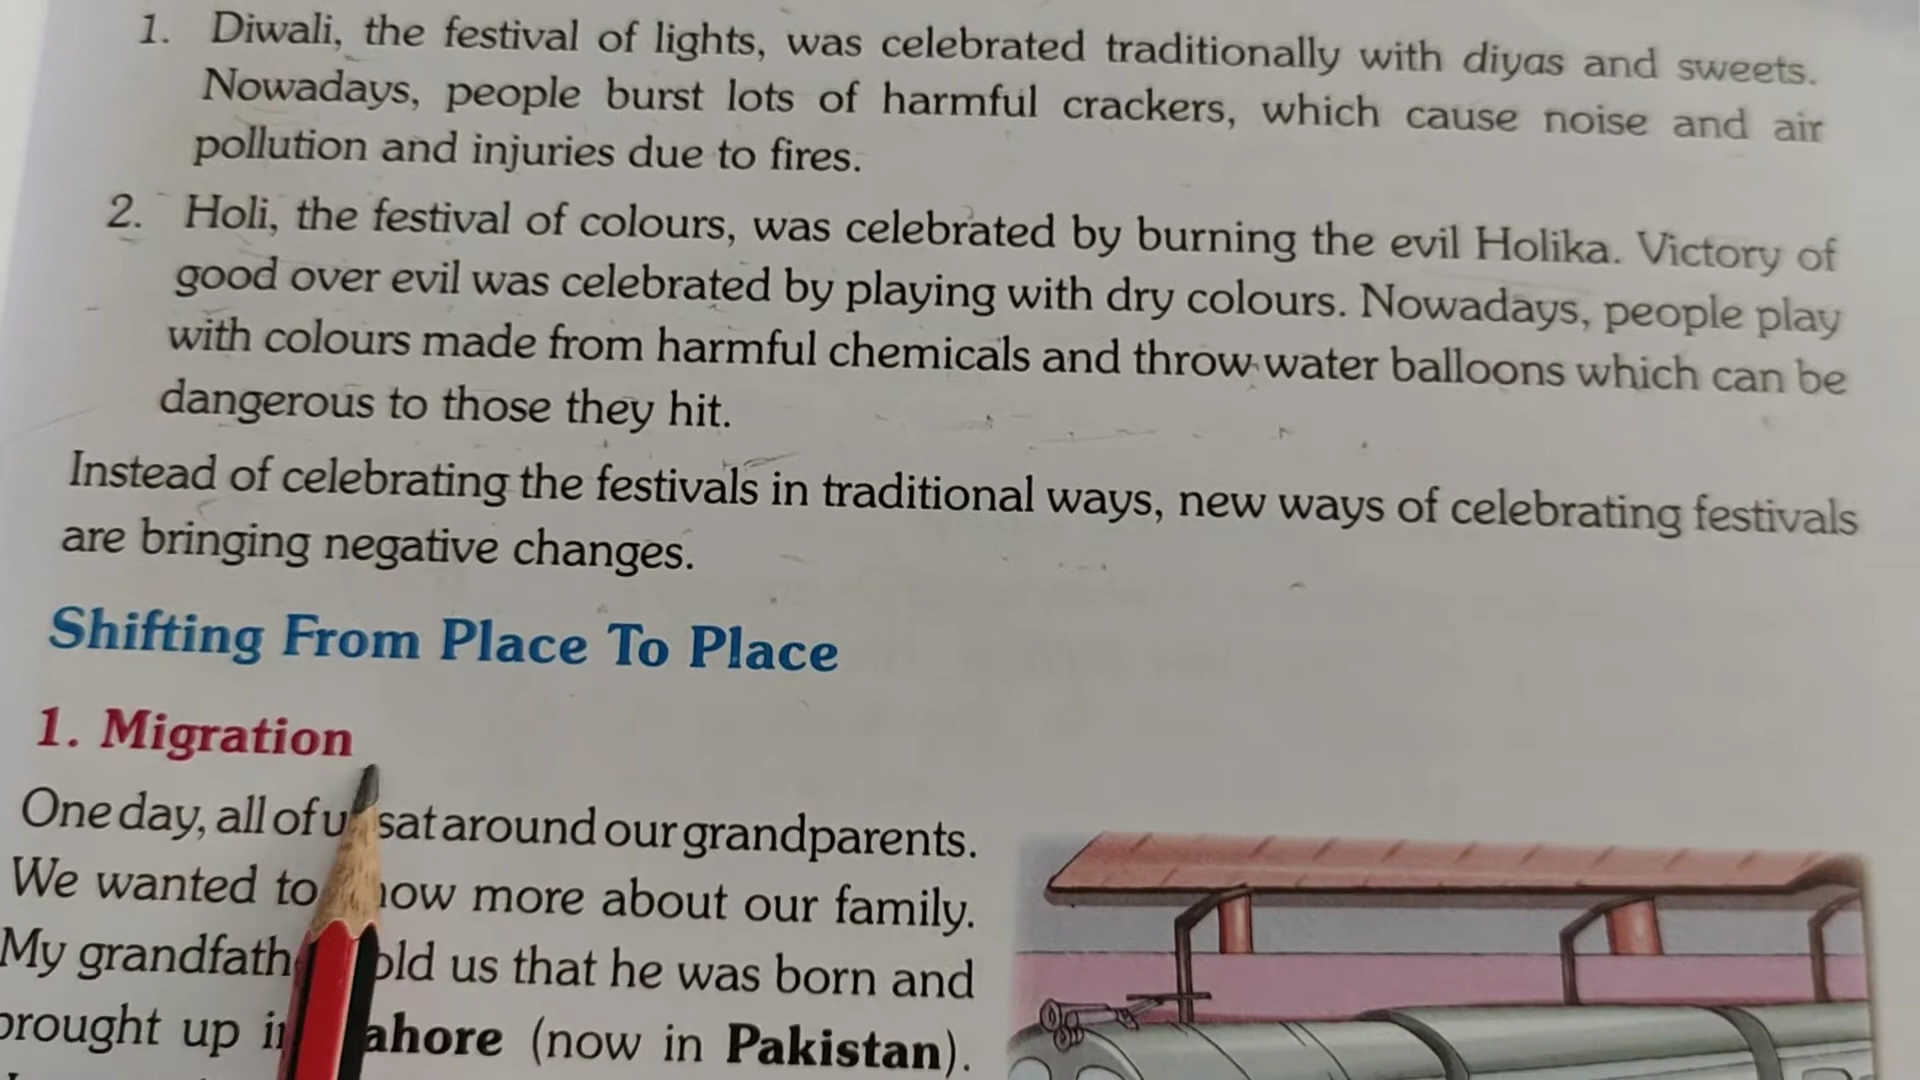 1. Diwali, the festival of lights, was celebrated traditionally with diyas and sweets.
Nowadays, people burst lots of harmful crackers, which cause noise and air
pollution and injuries due to fires.
2. Holi, the festival of colours, was celebrated by burning the evil Holika. Victory of
good over evil was celebrated by playing with dry colours. Nowadays, people play
with colours made from harmful chemicals and throw water balloons which can be
dangerous to those they hit.
Instead of celebrating the festivals in traditional ways, new ways of celebrating festivals
are bringing negative changes.
Shifting From Place To Place
1. Migration
One day, all of sat around our grandparents.
We wanted to more about our family.
My us that he was born and
brought up (now in Pakistan).